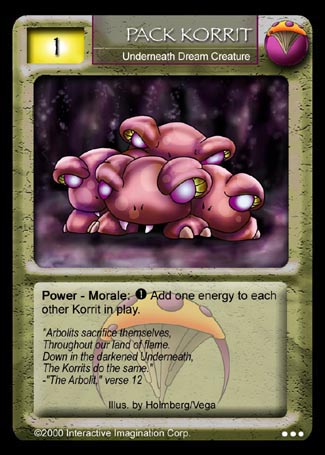 1
PACK KORRIT
Underneath Dream Creature
Power - Morale: ❶ Add one energy to each
other Korrit in play.
"Arbolits sacrifice themselves,
Throughout our land of flame.
Down in the darkened Underneath,
The Korrits do the same."
-"The Arbolit," verse 12
Illus. by Holmberg/Vega
©2000 Interactive Imagination Corp.